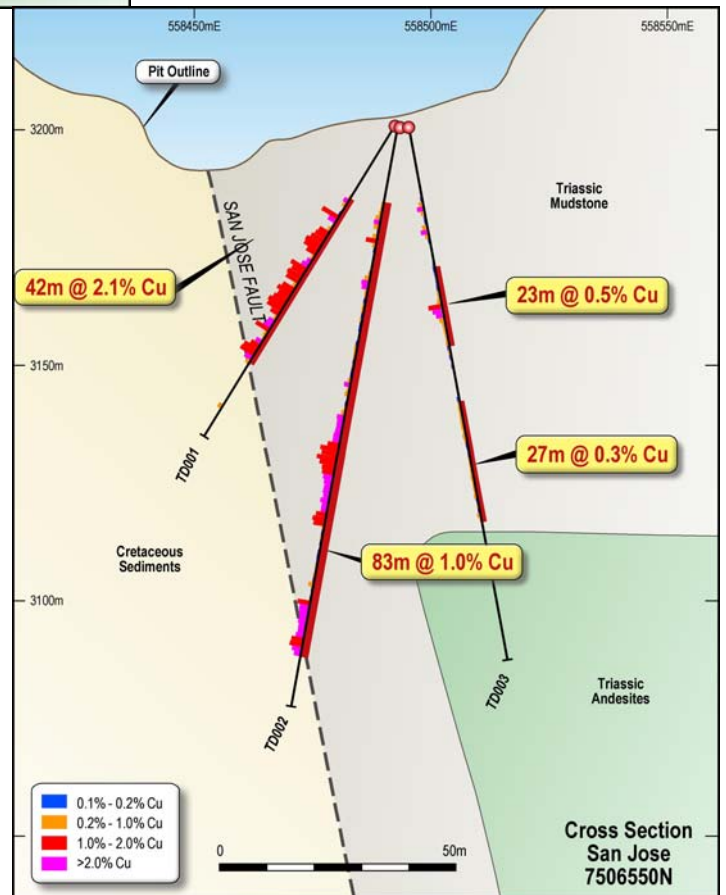 558450mE
558500mE
558550mE
Pit Outline
3200m
Triassic
Mudstone
SAN JOSE FAULT
42m @ 2.1% Cu
23m @ 0.5% Cu
3150m
TD001
27m @ 0.3% Cu
83m @ 1.0% Cu
Cretaceous
Sediments
3100m
TD003
Triassic
Andesites
TD002
0.1% - 0.2% Cu
0.2% - 1.0% Cu
1.0% - 2.0% Cu
>2.0% Cu
0
50m
Cross Section
San Jose
7506550N